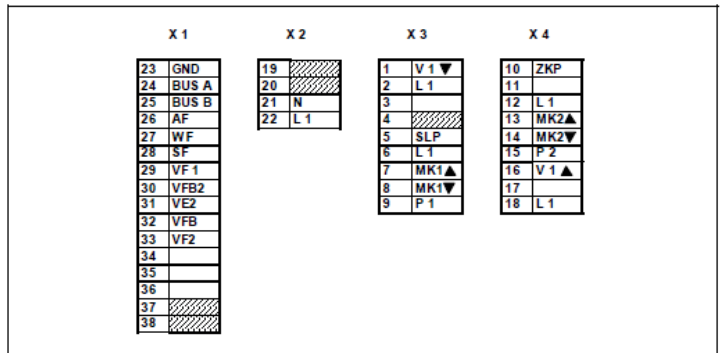 X 1 X 2 X 3 X 4
23 GND 19 1 V 1 ▼ 10 ZKP
24 BUS A 20 2 L 1 11
25 BUS B 21 N 3 12 L 1
26 AF 22 L 1 4 13 MK2▲
27 WF 5 SLP 14 MK2▼
28 SF 6 L 1 15 P 2
29 VF 1 7 MK1▲ 16 V 1 ▲
30 VFB2 8 MK1▼ 17
31 VE2 9 P 1 18 L 1
32 VFB
33 VF2
34
35
36
37
38